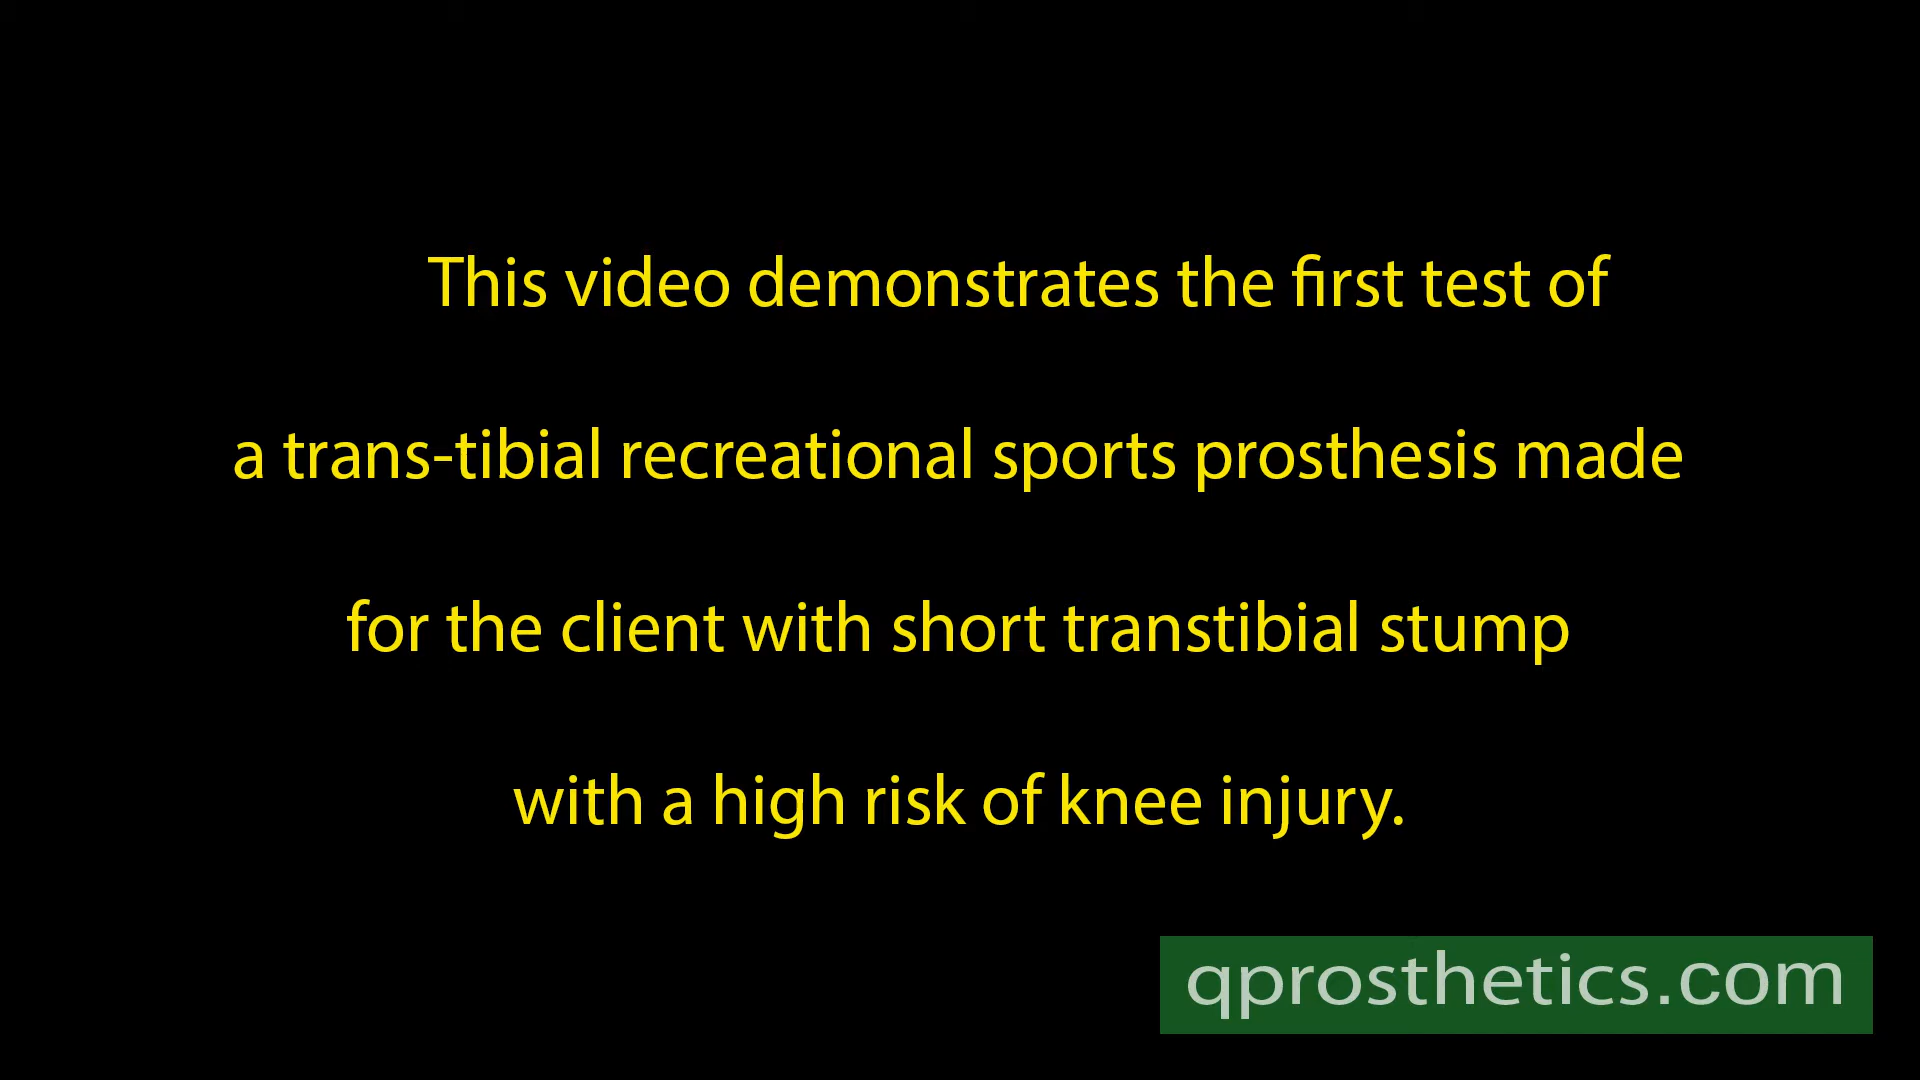 This video demonstrates the first test of
a trans-tibial recreational sports prosthesis made
for the client with short transtibial stump
with a high risk of knee injury.
qprosthetics.com